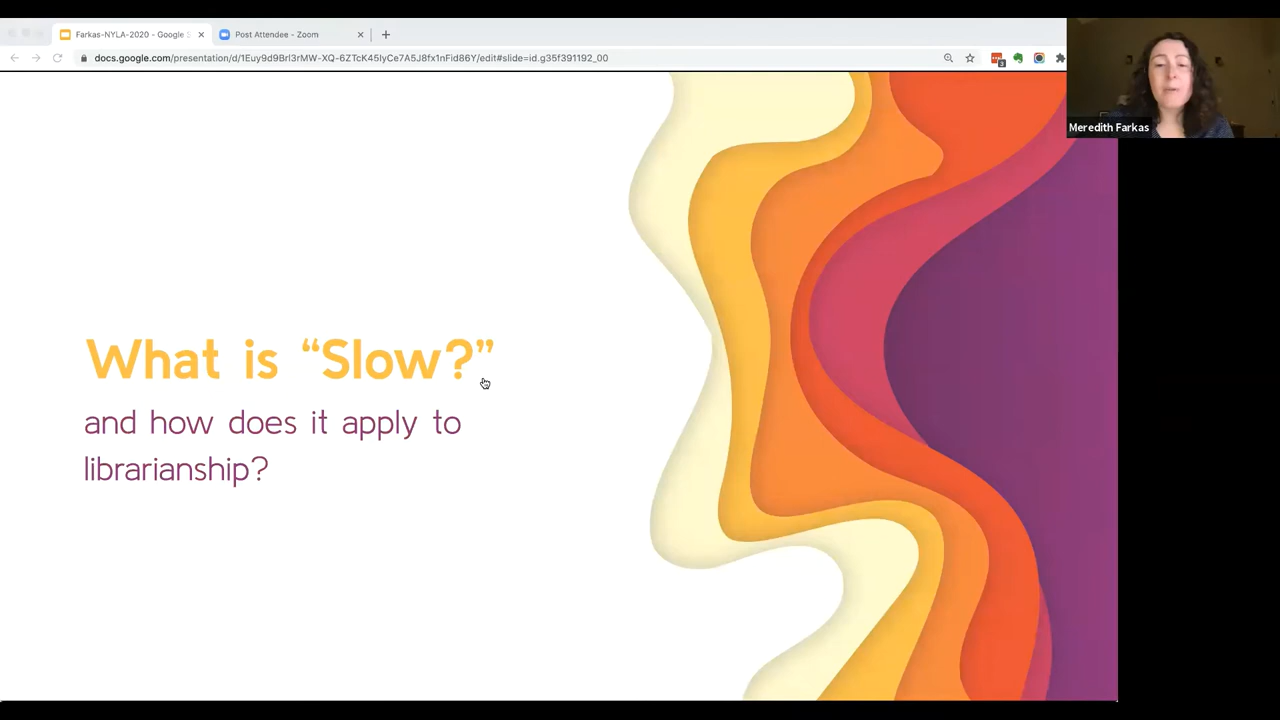 Farkas-NYLA-2020 - Google S
Post Attendee - Zoom
docs.google.com/presentation/d/1Euy9d9Brl3rMW-XQ-6ZTcK45lyCe7A5J8fx1nFid86Y/edit#slide=id.g35f391192_00
3
Meredith Farkas
What is “Slow?”
and how does it apply to
librarianship?